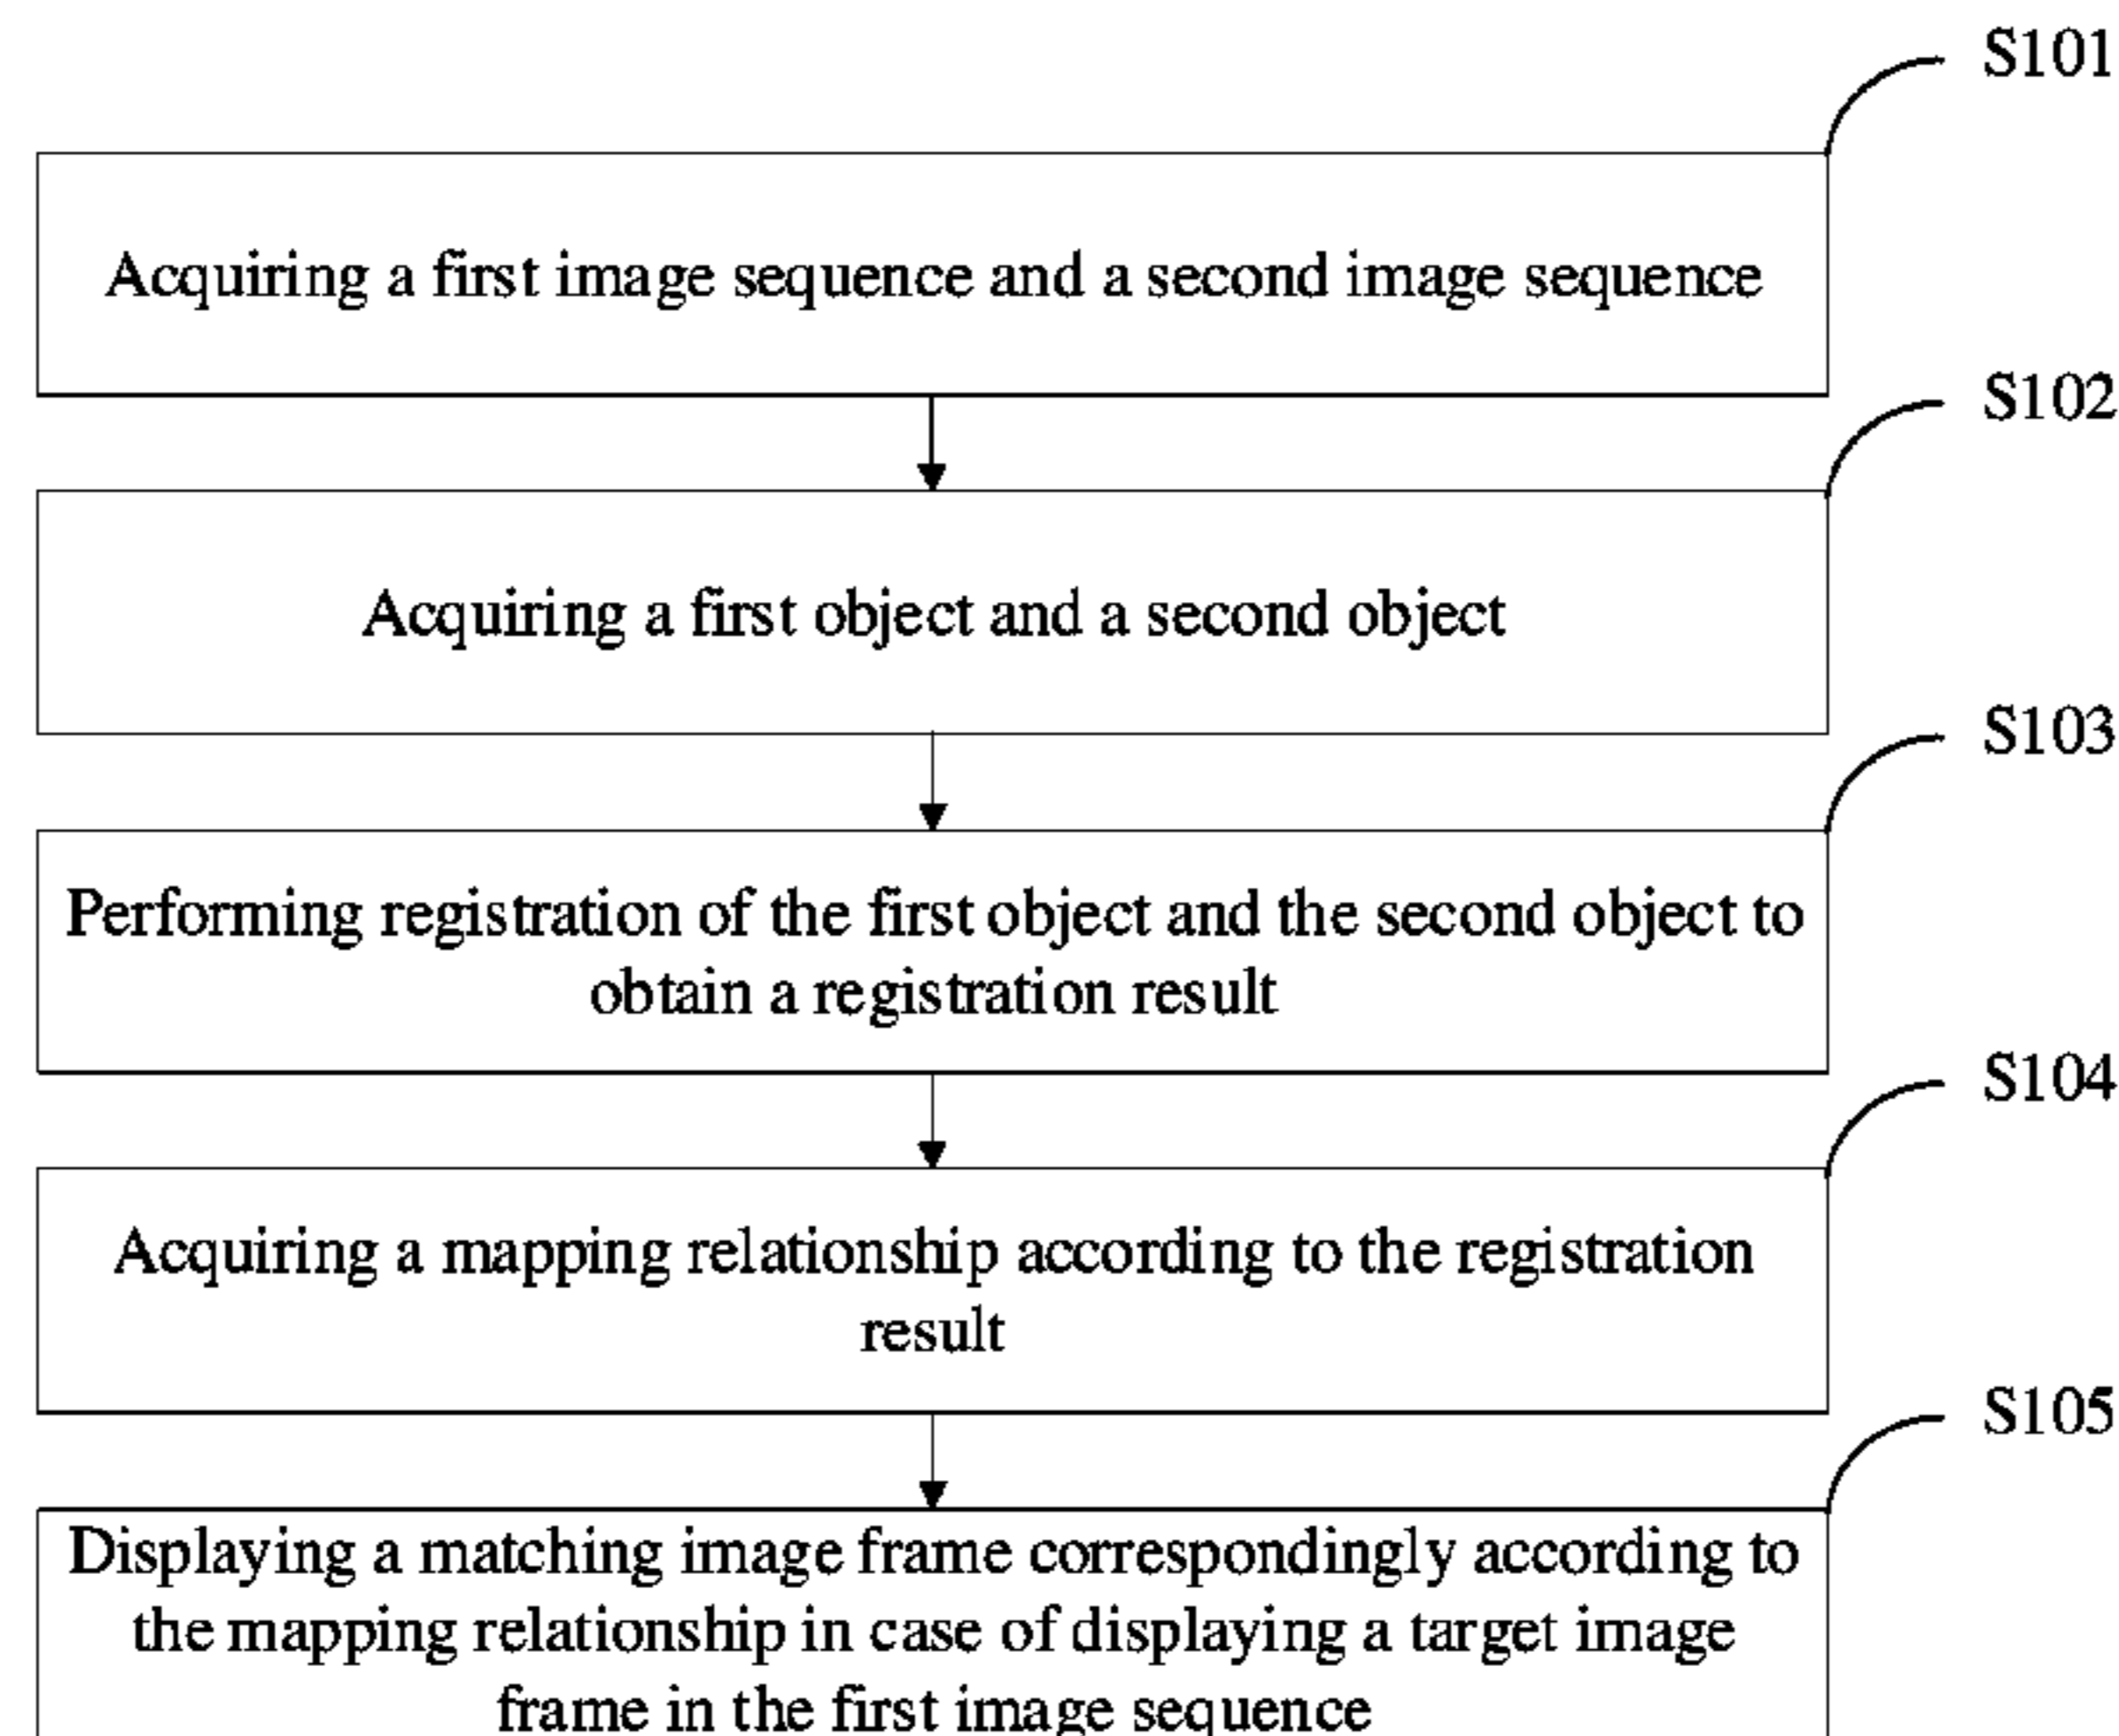 S101
Acquiring a first image sequence and a second image sequence
S102
Acquiring a first object and a second object
S103
Performing registration of the first object and the second object to
obtain a registration result
S104
Acquiring a mapping relationship according to the registration
result
S105
Displaying a matching image frame correspondingly according to
the mapping relationship in case of displaying a target image
frame in the first image sequence